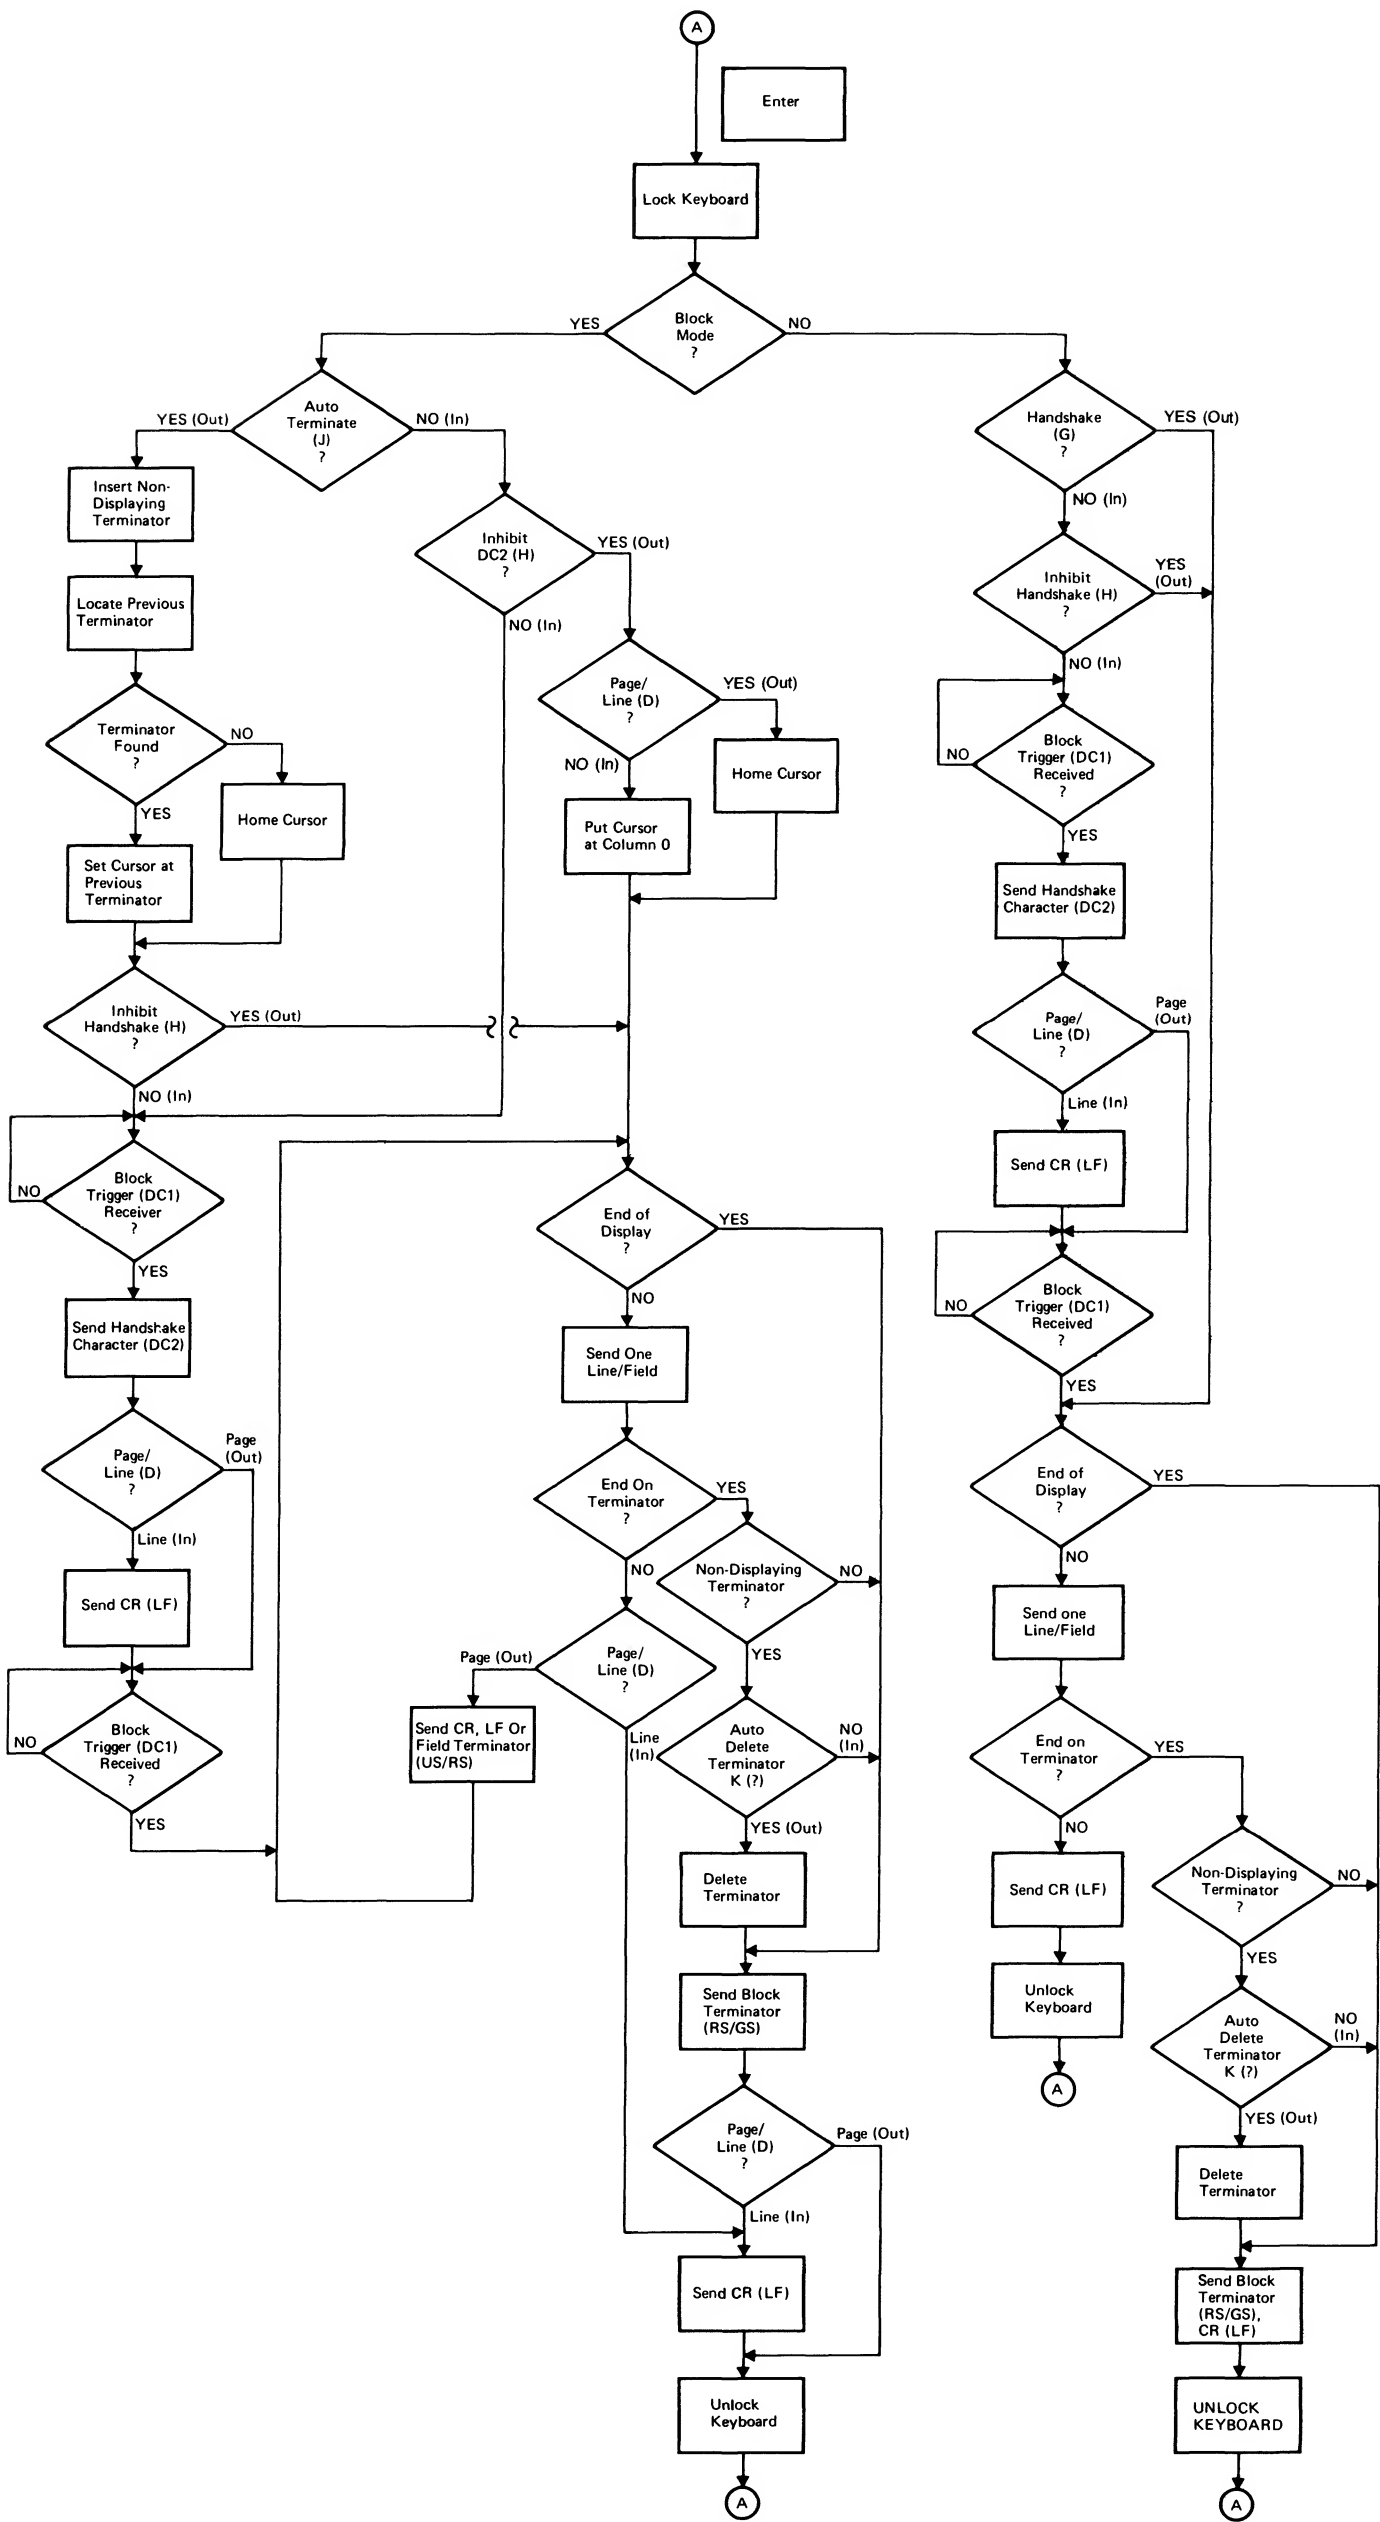 A
Enter
Lock Keyboard
Block
Mode
?
YES
NO
Auto
Terminate
(J)
?
YES (Out)
NO (In)
Insert Non-
Displaying
Terminator
Locate Previous
Terminator
Terminator
Found
?
NO
YES
Home Cursor
Set Cursor at
Previous
Terminator
Inhibit
Handshake (H)
?
YES (Out)
NO (In)
Block
Trigger (DC1)
Receiver
?
NO
YES
Send Handshake
Character (DC2)
Page/
Line (D)
?
Page
(Out)
Line (In)
Send CR (LF)
Block
Trigger (DC1)
Received
?
NO
YES
Inhibit
DC2 (H)
?
YES (Out)
NO (In)
Page/
Line (D)
?
YES (Out)
NO (In)
Home Cursor
Put Cursor
at Column 0
End of
Display
?
YES
NO
Send One
Line/Field
End On
Terminator
?
YES
NO
Non-Displaying
Terminator
?
NO
YES
Page/
Line (D)
?
Page (Out)
Line
(In)
Send CR, LF Or
Field Terminator
(US/RS)
Auto
Delete
Terminator
K (?)
NO
(In)
YES (Out)
Delete
Terminator
Send Block
Terminator
(RS/GS)
Page/
Line (D)
?
Page (Out)
Line (In)
Send CR (LF)
Unlock
Keyboard
A
Handshake
(G)
?
YES (Out)
NO (In)
Inhibit
Handshake (H)
?
YES
(Out)
NO (In)
Block
Trigger (DC1)
Received
?
NO
YES
Send Handshake
Character (DC2)
Page/
Line (D)
?
Page
(Out)
Line (In)
Send CR (LF)
Block
Trigger (DC1)
Received
?
NO
YES
End of
Display
?
YES
NO
Send one
Line/Field
End on
Terminator
?
YES
NO
Send CR (LF)
Unlock
Keyboard
A
Non-Displaying
Terminator
?
NO
YES
Auto
Delete
Terminator
K (?)
NO
(In)
YES (Out)
Delete
Terminator
Send Block
Terminator
(RS/GS),
CR (LF)
UNLOCK
KEYBOARD
A